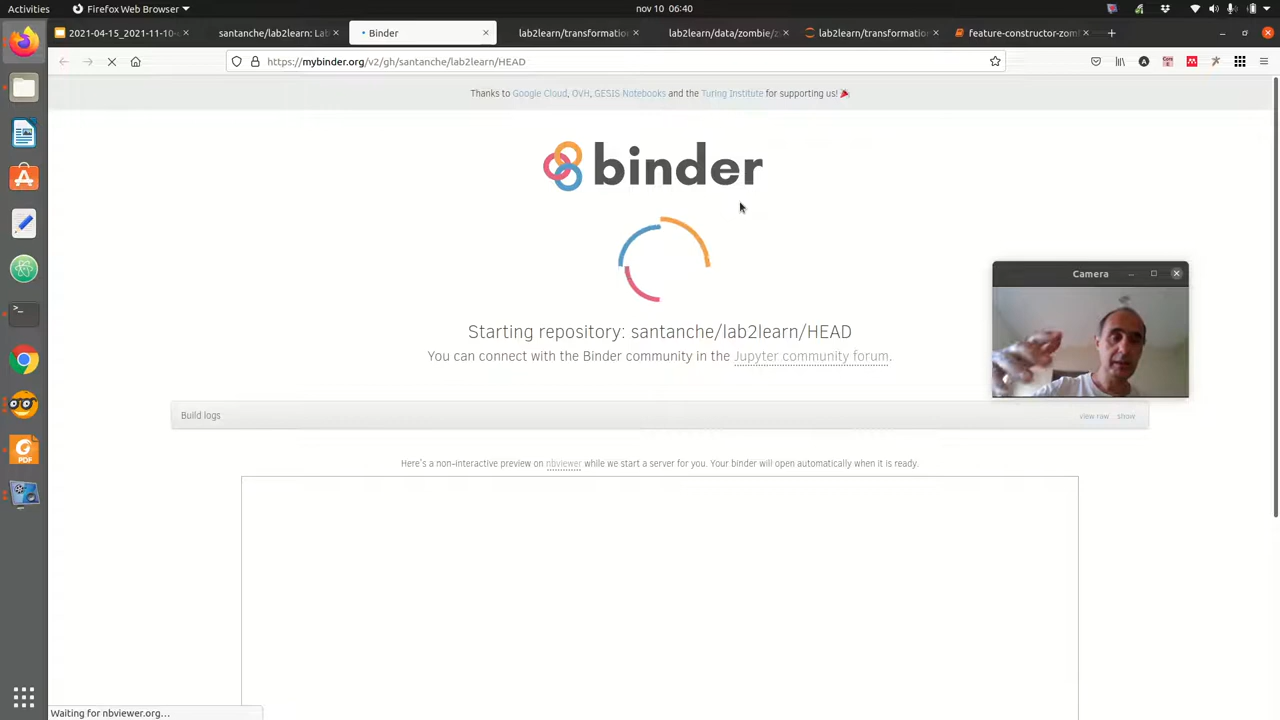 Activities
Firefox Web Browser
nov 10 06:40
2021-04-15_2021-11-10-
santanche/lab2learn: Lab
Binder
lab2learn/transformatio
lab2learn/data/zombie/z
lab2learn/transformatio
feature-constructor-zom
https://mybinder.org/v2/gh/santanche/lab2learn/HEAD
Thanks to Google Cloud, OVH, GESIS Notebooks and the Turing Institute for supporting us! 🎉
binder
Camera
Starting repository: santanche/lab2learn/HEAD
You can connect with the Binder community in the Jupyter community forum.
Build logs
view raw
show
Here's a non-interactive preview on nbviewer while we start a server for you. Your binder will open automatically when it is ready.
PDF
Waiting for nbviewer.org...